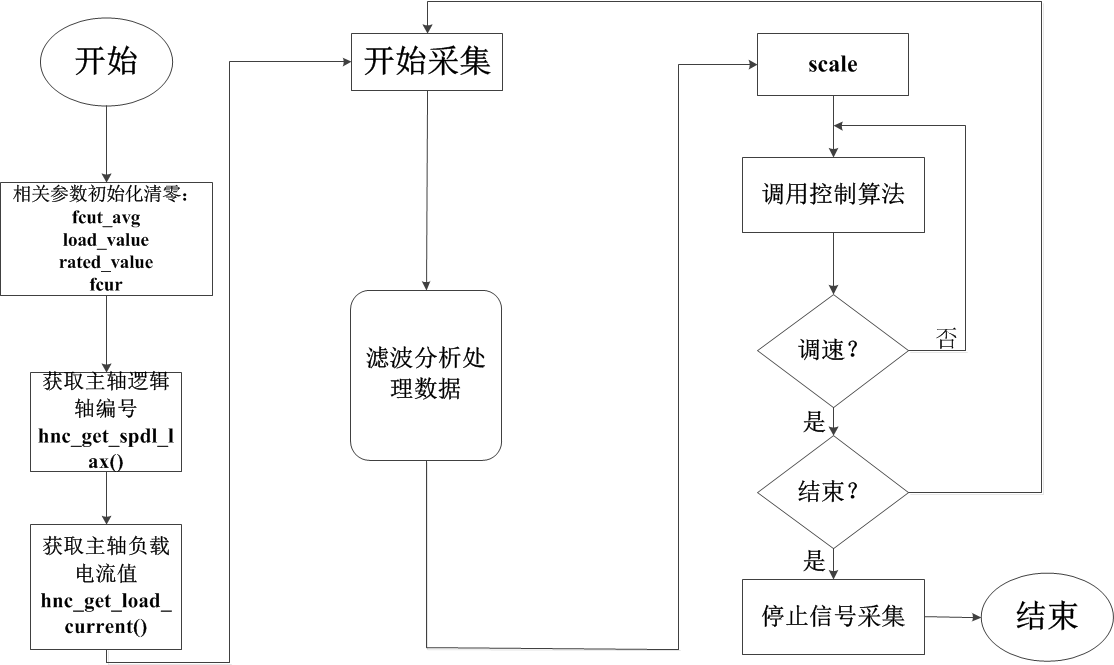 开始
相关参数初始化清零：
fcut_avg
load_value
rated_value
fcur
获取主轴逻辑
轴编号
hnc_get_spdl_l
ax()
获取主轴负载
电流值
hnc_get_load_
current()
开始采集
滤波分析处
理数据
scale
调用控制算法
调速？
否
是
结束？
是
停止信号采集
结束